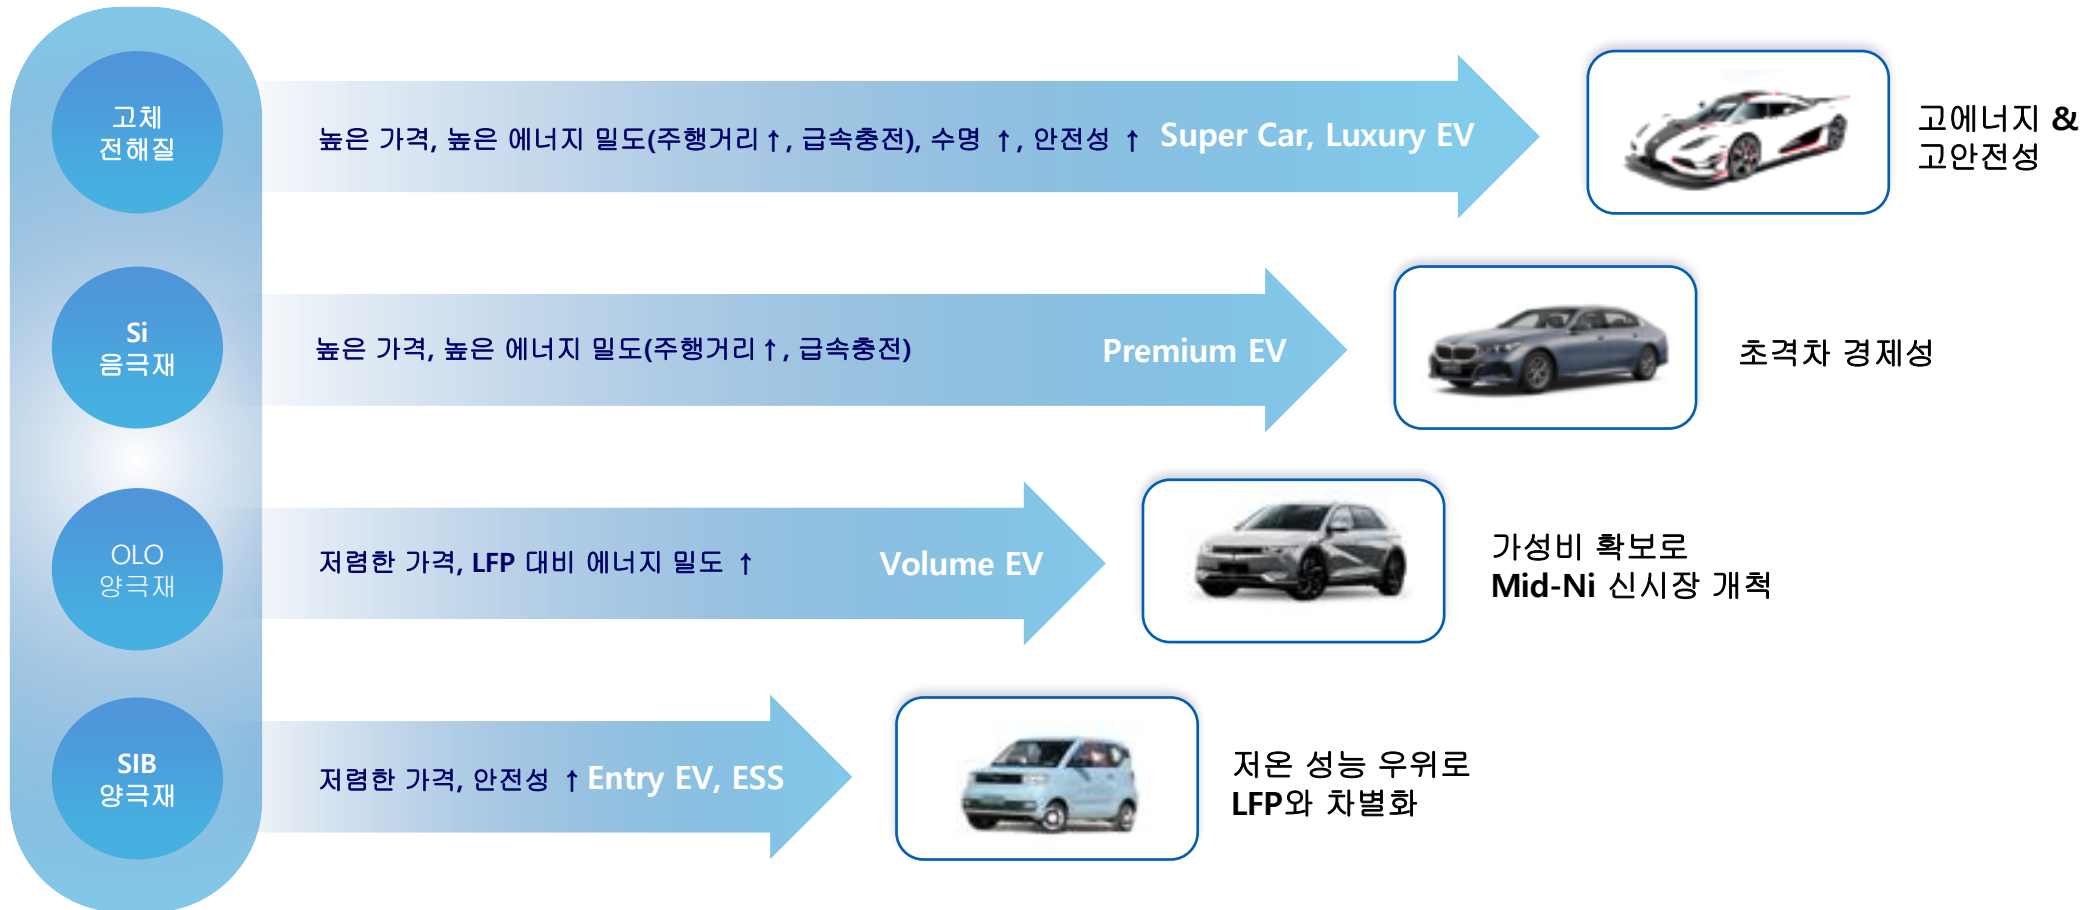 고체
전해질
높은 가격, 높은 에너지 밀도(주행거리↑, 급속충전), 수명 ↑, 안전성 ↑ Super Car, Luxury EV
고에너지 &
고안전성
Si
음극재
높은 가격, 높은 에너지 밀도(주행거리↑, 급속충전)
Premium EV
초격차 경제성
OLO
양극재
저렴한 가격, LFP 대비 에너지 밀도 ↑
Volume EV
가성비 확보로
Mid-Ni 신시장 개척
SIB
양극재
저렴한 가격, 안전성 ↑ Entry EV, ESS
저온 성능 우위로
LFP와 차별화